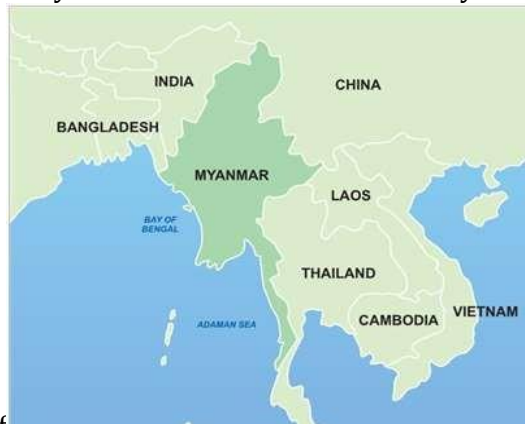 INDIA
CHINA
BANGLADESH
MYANMAR
LAOS
BAY OF
BENGAL
THAILAND
ADAMAN SEA
CAMBODIA
VIETNAM